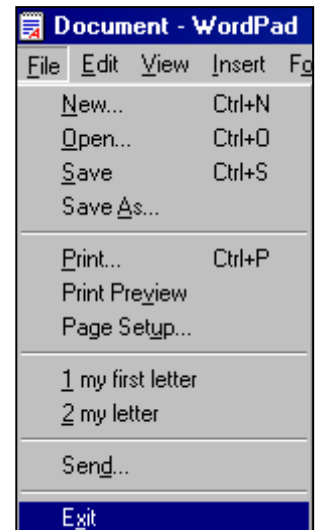 Document - WordPad
File Edit View Insert Fo
New... Ctrl+N
Open... Ctrl+O
Save Ctrl+S
Save As...
Print... Ctrl+P
Print Preview
Page Setup...
1 my first letter
2 my letter
Send...
Exit